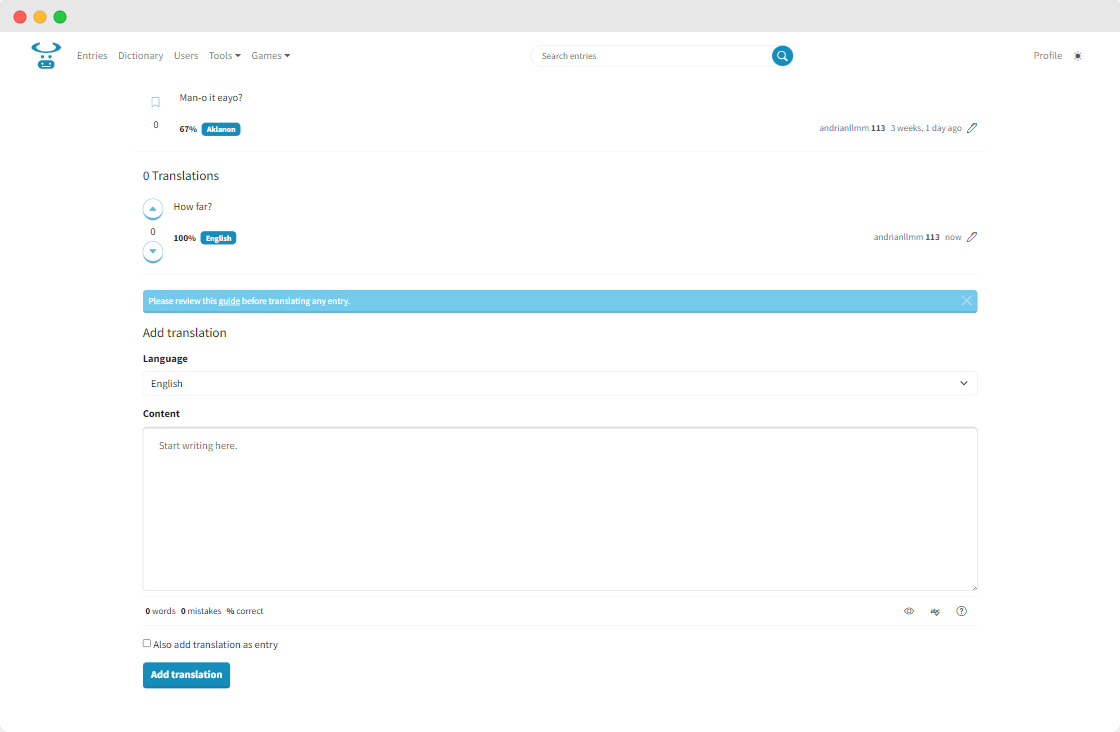 Entries Dictionary Users Tools Games Search entries Profile
Man-o it eayo?
0
67% Aklanon andrianllmm 113 3 weeks, 1 day ago
0 Translations
How far?
0
100% English andrianllmm 113 now
Please review this guide before translating any entry.
Add translation
Language
English
Content
Start writing here.
0 words 0 mistakes % correct abc
Also add translation as entry
Add translation